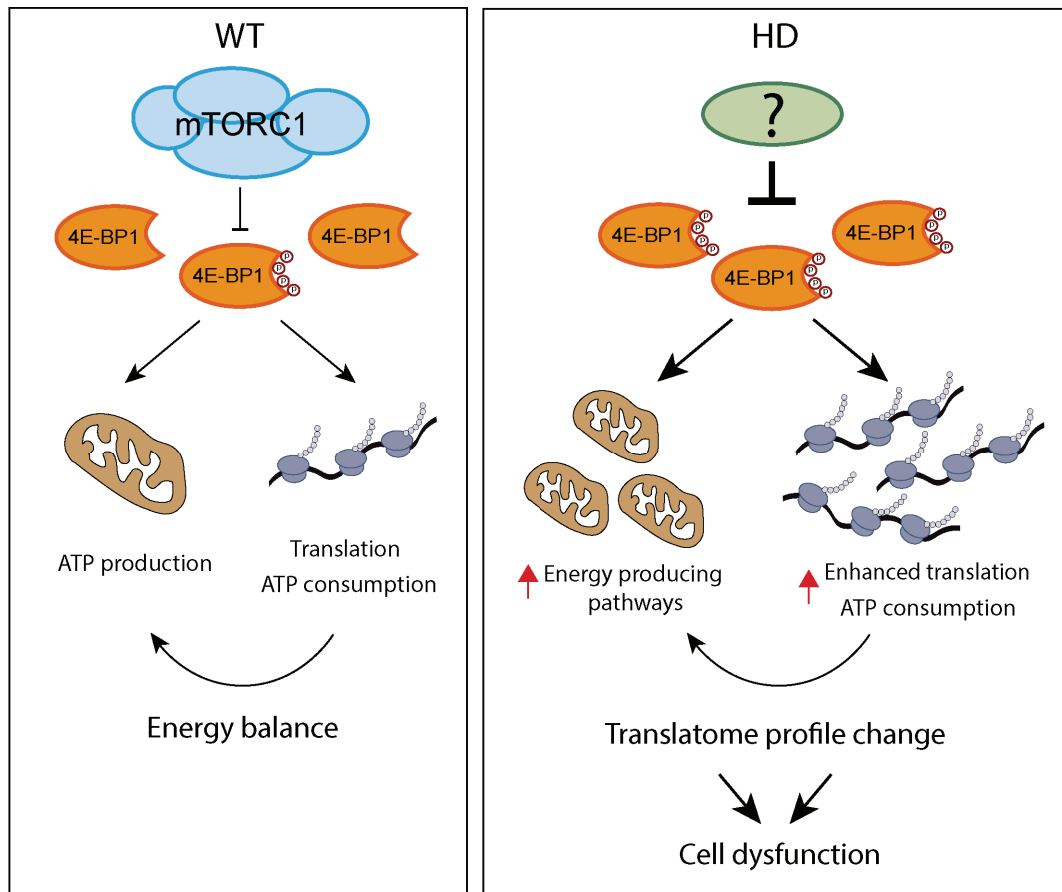 WT
mTORC1
4E-BP1
4E-BP1
4E-BP1
P
P
P
P
ATP production
Translation
ATP consumption
Energy balance
HD
?
4E-BP1
P
P
P
P
4E-BP1
P
P
P
P
4E-BP1
P
P
P
P
Energy producing
pathways
Enhanced translation
ATP consumption
Translatome profile change
Cell dysfunction